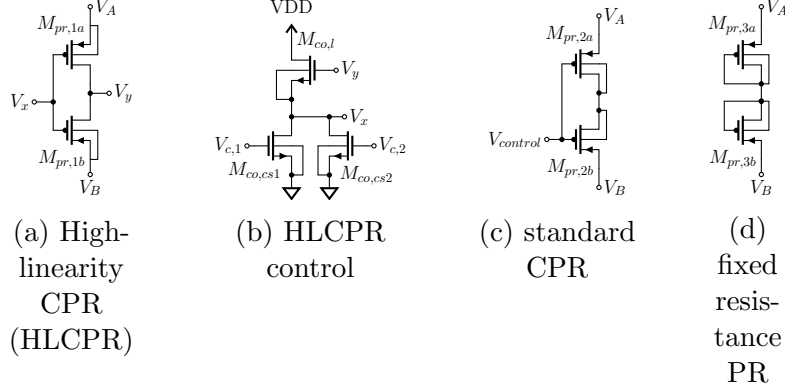 V_A
M_{pr,1a}
V_x
V_y
M_{pr,1b}
V_B
VDD
M_{co,l}
V_y
V_x
V_{c,1}
V_{c,2}
M_{co,cs1}
M_{co,cs2}
V_A
M_{pr,2a}
V_{control}
M_{pr,2b}
V_B
V_A
M_{pr,3a}
M_{pr,3b}
V_B
(a) High-
linearity
CPR
(HLCPR)
(b) HLCPR
control
(c) standard
CPR
(d)
fixed
resis-
tance
PR